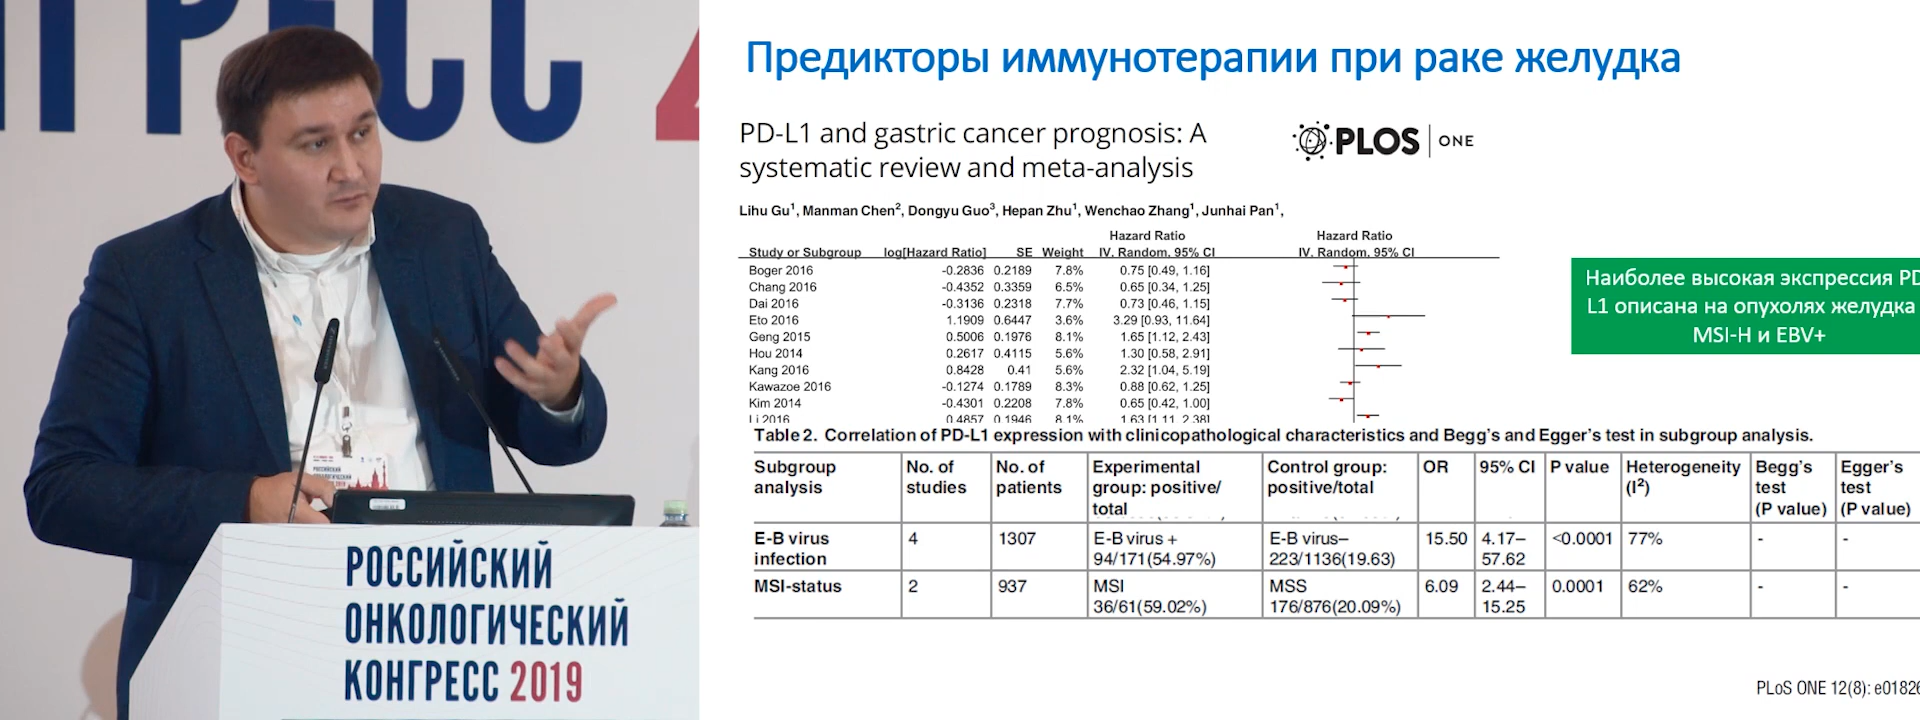 Предикторы иммунотерапии при раке желудка
PD-L1 and gastric cancer prognosis: A
systematic review and meta-analysis
PLOS ONE
Lihu Gu1, Manman Chen2, Dongyu Guo3, Hepan Zhu1, Wenchao Zhang1, Junhai Pan1,
Hazard Ratio Hazard Ratio
Study or Subgroup log[Hazard Ratio] SE Weight IV, Random, 95% CI IV, Random, 95% CI
Boger 2016 -0.2836 0.2189 7.8% 0.75 [0.49, 1.16]
Chang 2016 -0.4352 0.3359 6.5% 0.65 [0.34, 1.25]
Dai 2016 -0.3136 0.2318 7.7% 0.73 [0.46, 1.15]
Eto 2016 1.1909 0.6447 3.6% 3.29 [0.93, 11.64]
Geng 2015 0.5006 0.1976 8.1% 1.65 [1.12, 2.43]
Hou 2014 0.2617 0.4115 5.6% 1.30 [0.58, 2.91]
Kang 2016 0.8428 0.41 5.6% 2.32 [1.04, 5.19]
Kawazoe 2016 -0.1274 0.1789 8.3% 0.88 [0.62, 1.25]
Kim 2014 -0.4301 0.2208 7.8% 0.65 [0.42, 1.00]
Li 2016 0.4857 0.1946 8.1% 1.63 [1.11, 2.38]
Наиболее высокая экспрессия PD
L1 описана на опухолях желудка
MSI-H и EBV+
Table 2. Correlation of PD-L1 expression with clinicopathological characteristics and Begg's and Egger's test in subgroup analysis.
Subgroup No. of No. of Experimental Control group: OR 95% CI P value Heterogeneity Begg's Egger's
analysis studies patients group: positive/ positive/total (I²) test test
total (P value) (P value)
E-B virus 4 1307 E-B virus + E-B virus– 15.50 4.17– <0.0001 77% - -
infection 94/171(54.97%) 223/1136(19.63) 57.62
MSI-status 2 937 MSI MSS 6.09 2.44– 0.0001 62% - -
36/61(59.02%) 176/876(20.09%) 15.25
PLoS ONE 12(8): e01826
РОССИЙСКИЙ
ОНКОЛОГИЧЕСКИЙ
КОНГРЕСС 2019